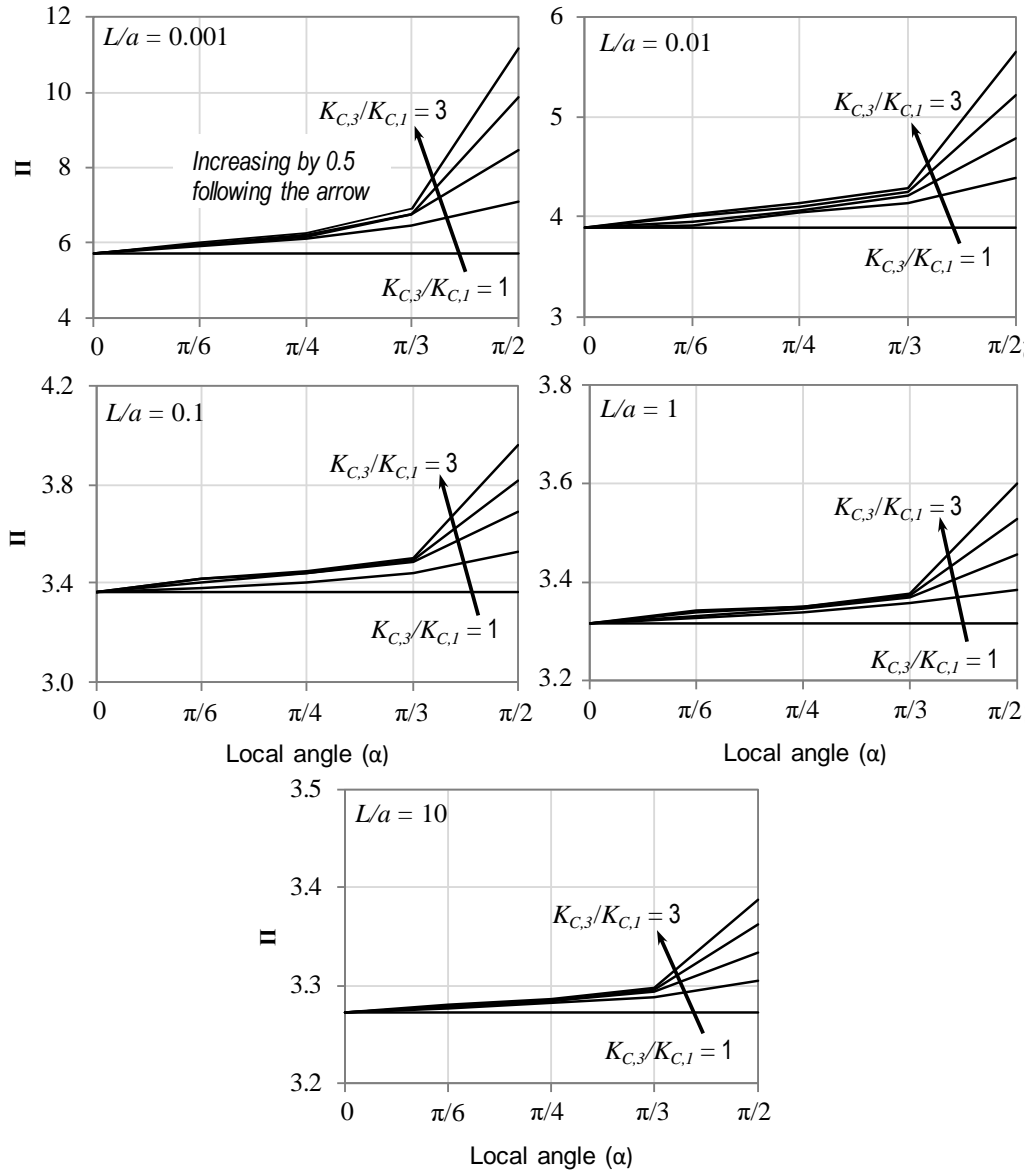 12
L/a = 0.001
10
K_{C,3}/K_{C,1} = 3
8
Increasing by 0.5
following the arrow
Π
6
K_{C,3}/K_{C,1} = 1
4
0 π/6 π/4 π/3 π/2
6
L/a = 0.01
5
K_{C,3}/K_{C,1} = 3
4
K_{C,3}/K_{C,1} = 1
3
0 π/6 π/4 π/3 π/2
4.2
L/a = 0.1
3.8
K_{C,3}/K_{C,1} = 3
Π
3.4
K_{C,3}/K_{C,1} = 1
3.0
0 π/6 π/4 π/3 π/2
Local angle (α)
3.8
L/a = 1
3.6
K_{C,3}/K_{C,1} = 3
3.4
K_{C,3}/K_{C,1} = 1
3.2
0 π/6 π/4 π/3 π/2
Local angle (α)
3.5
L/a = 10
3.4
K_{C,3}/K_{C,1} = 3
Π
3.3
K_{C,3}/K_{C,1} = 1
3.2
0 π/6 π/4 π/3 π/2
Local angle (α)